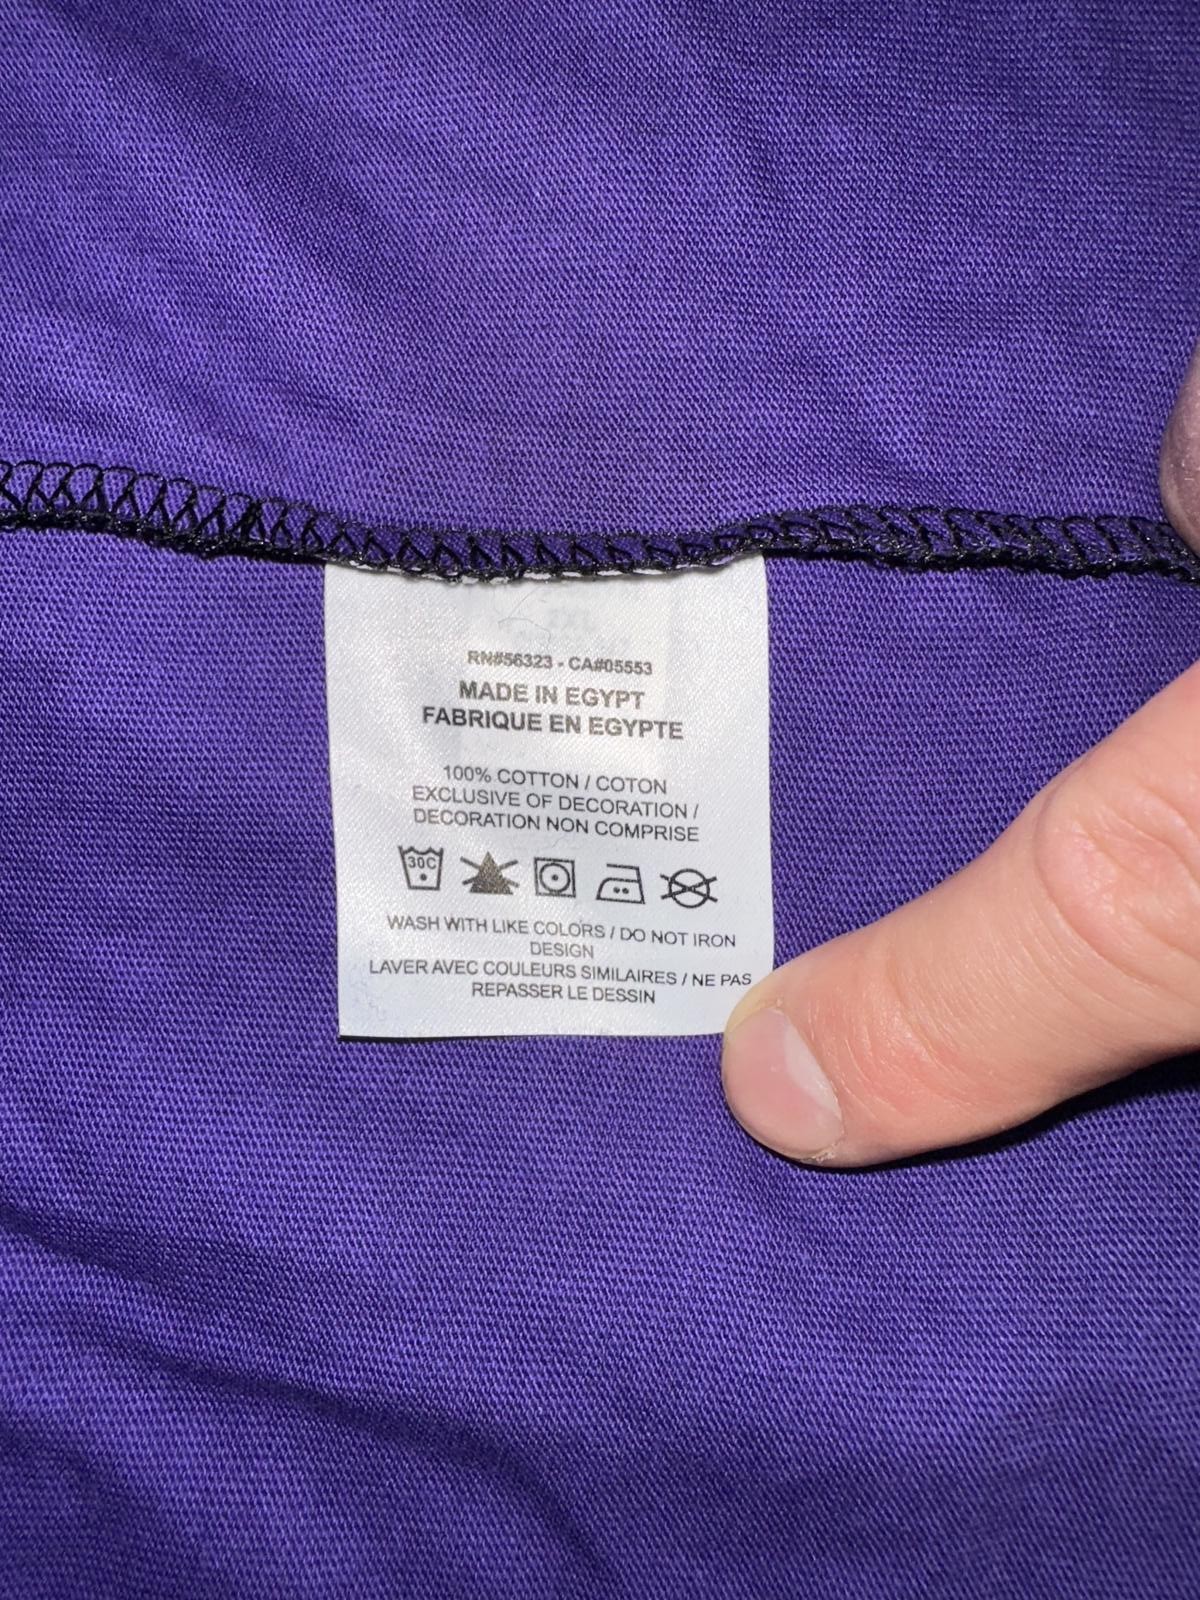 RN#56323 - CA#05553
MADE IN EGYPT
FABRIQUE EN EGYPTE
100% COTTON / COTON
EXCLUSIVE OF DECORATION /
DECORATION NON COMPRISE
30C
WASH WITH LIKE COLORS / DO NOT IRON
DESIGN
LAVER AVEC COULEURS SIMILAIRES / NE PAS
REPASSER LE DESSIN